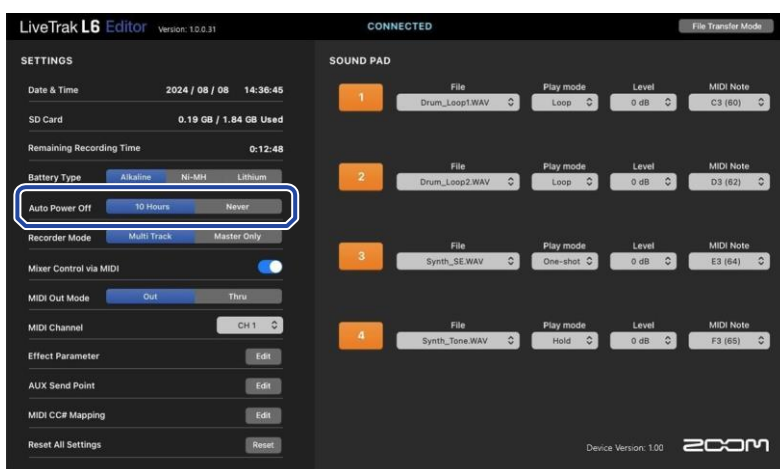 LiveTrak L6 Editor Version: 1.0.0.31 CONNECTED File Transfer Mode
SETTINGS
Date & Time 2024 / 08 / 08 14:36:45
SD Card 0.19 GB / 1.84 GB Used
Remaining Recording Time 0:12:48
Battery Type Alkaline Ni-MH Lithium
Auto Power Off 10 Hours Never
Recorder Mode Multi Track Master Only
Mixer Control via MIDI
MIDI Out Mode Out Thru
MIDI Channel CH 1
Effect Parameter Edit
AUX Send Point Edit
MIDI CC# Mapping Edit
Reset All Settings Reset
SOUND PAD
File Play mode Level MIDI Note
1 Drum_Loop1.WAV Loop 0 dB C3 (60)
File Play mode Level MIDI Note
2 Drum_Loop2.WAV Loop 0 dB D3 (62)
File Play mode Level MIDI Note
3 Synth_SE.WAV One-shot 0 dB E3 (64)
File Play mode Level MIDI Note
4 Synth_Tone.WAV Hold 0 dB F3 (65)
Device Version: 1.00 ZOOM